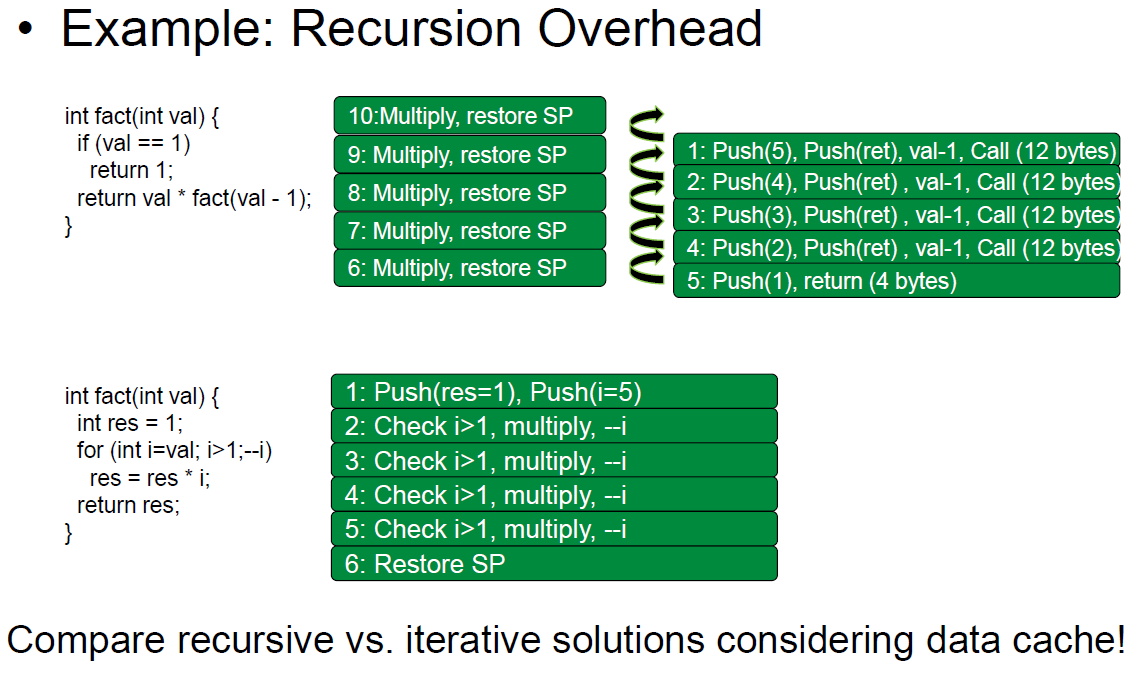 • Example: Recursion Overhead
int fact(int val) {
if (val == 1)
return 1;
return val * fact(val - 1);
}
10:Multiply, restore SP
9: Multiply, restore SP
8: Multiply, restore SP
7: Multiply, restore SP
6: Multiply, restore SP
1: Push(5), Push(ret), val-1, Call (12 bytes)
2: Push(4), Push(ret) , val-1, Call (12 bytes)
3: Push(3), Push(ret) , val-1, Call (12 bytes)
4: Push(2), Push(ret) , val-1, Call (12 bytes)
5: Push(1), return (4 bytes)
int fact(int val) {
int res = 1;
for (int i=val; i>1;--i)
res = res * i;
return res;
}
1: Push(res=1), Push(i=5)
2: Check i>1, multiply, --i
3: Check i>1, multiply, --i
4: Check i>1, multiply, --i
5: Check i>1, multiply, --i
6: Restore SP
Compare recursive vs. iterative solutions considering data cache!